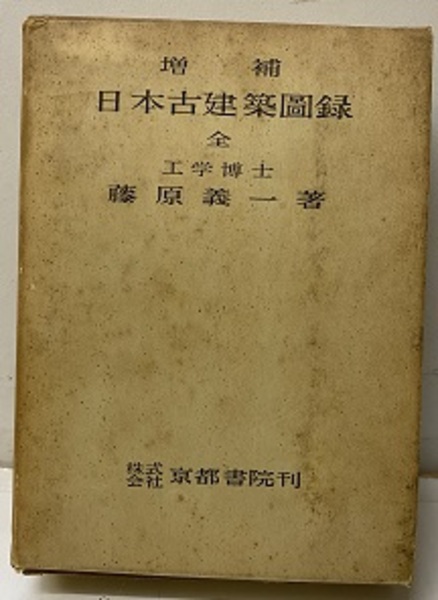 増 補
日本古建築圖録
全
工学博士
藤原義一著
株式会社 京都書院刊